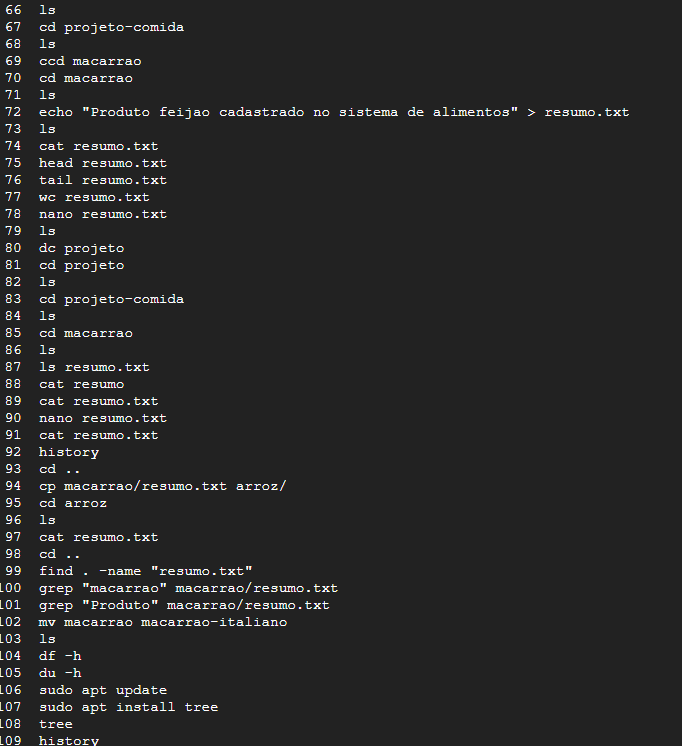 66 ls
67 cd projeto-comida
68 ls
69 ccd macarrao
70 cd macarrao
71 ls
72 echo "Produto feijao cadastrado no sistema de alimentos" > resumo.txt
73 ls
74 cat resumo.txt
75 head resumo.txt
76 tail resumo.txt
77 wc resumo.txt
78 nano resumo.txt
79 ls
80 dc projeto
81 cd projeto
82 ls
83 cd projeto-comida
84 ls
85 cd macarrao
86 ls
87 ls resumo.txt
88 cat resumo
89 cat resumo.txt
90 nano resumo.txt
91 cat resumo.txt
92 history
93 cd ..
94 cp macarrao/resumo.txt arroz/
95 cd arroz
96 ls
97 cat resumo.txt
98 cd ..
99 find . -name "resumo.txt"
100 grep "macarrao" macarrao/resumo.txt
101 grep "Produto" macarrao/resumo.txt
102 mv macarrao macarrao-italiano
103 ls
104 df -h
105 du -h
106 sudo apt update
107 sudo apt install tree
108 tree
109 history